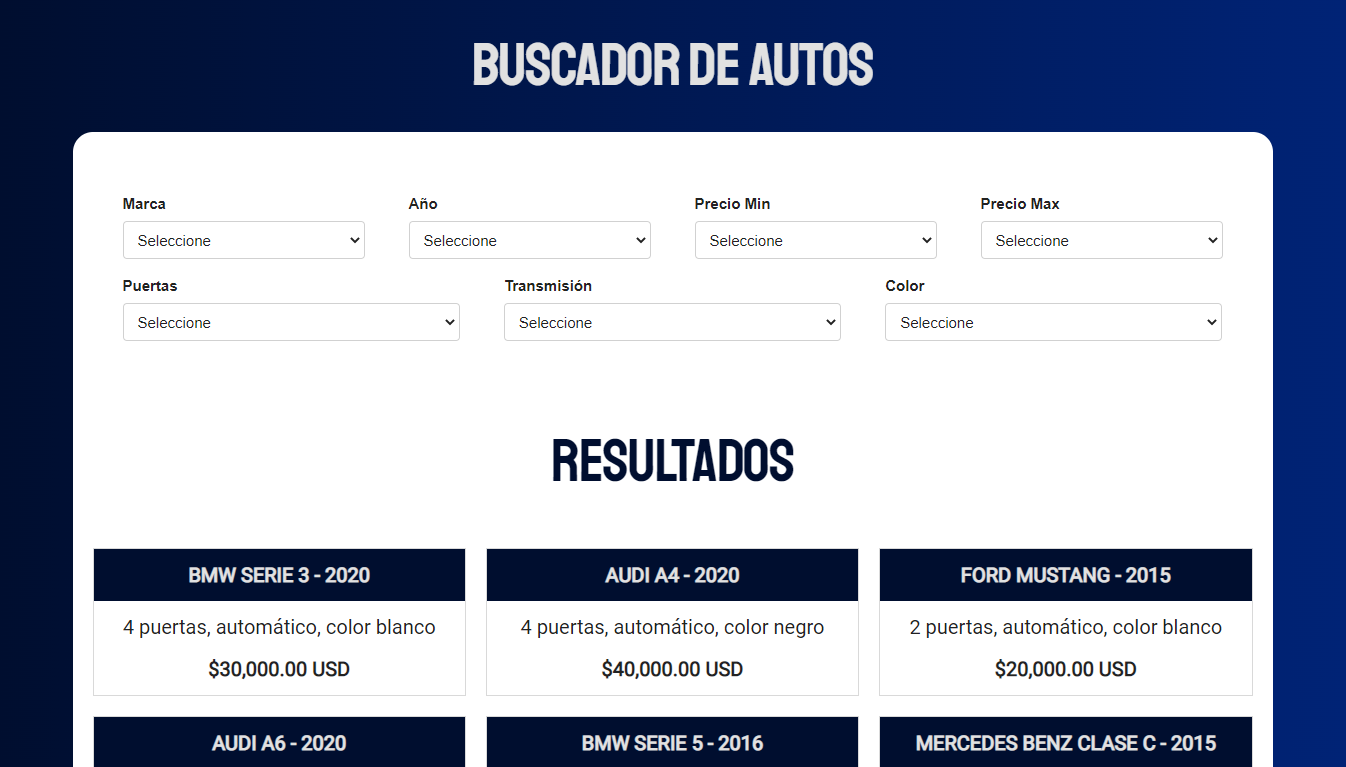 BUSCADOR DE AUTOS
Marca Año Precio Min Precio Max
Seleccione Seleccione Seleccione Seleccione
Puertas Transmisión Color
Seleccione Seleccione Seleccione
RESULTADOS
BMW SERIE 3 - 2020 AUDI A4 - 2020 FORD MUSTANG - 2015
4 puertas, automático, color blanco 4 puertas, automático, color negro 2 puertas, automático, color blanco
$30,000.00 USD $40,000.00 USD $20,000.00 USD
AUDI A6 - 2020 BMW SERIE 5 - 2016 MERCEDES BENZ CLASE C - 2015